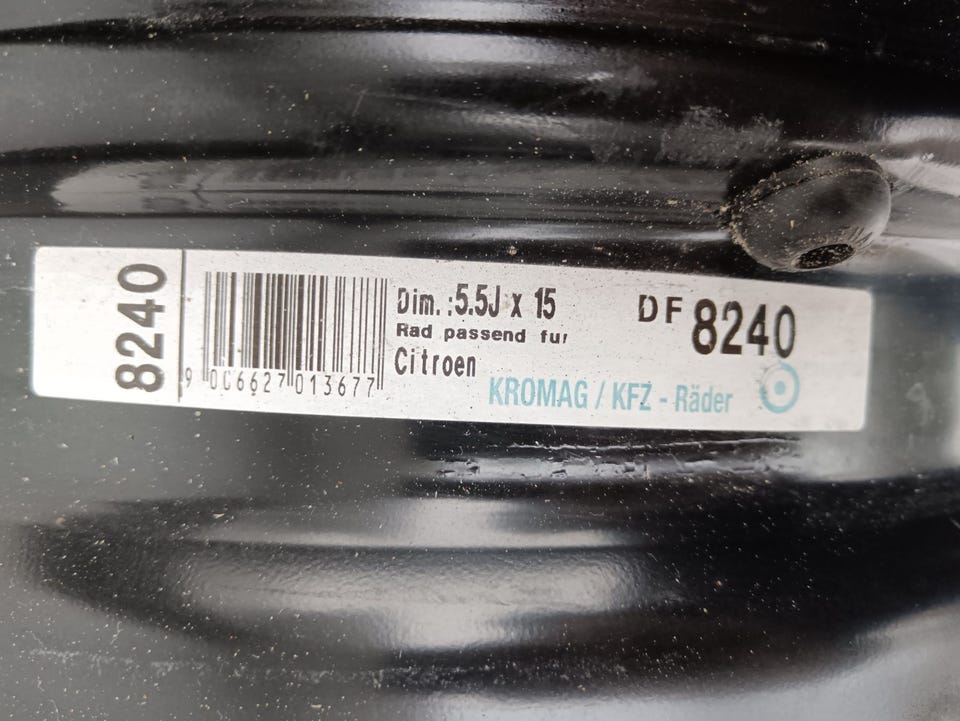 8240
9 006627 013677
Dim.:5.5J x 15
Rad passend fur
Citroen
DF 8240
KROMAG / KFZ - Räder